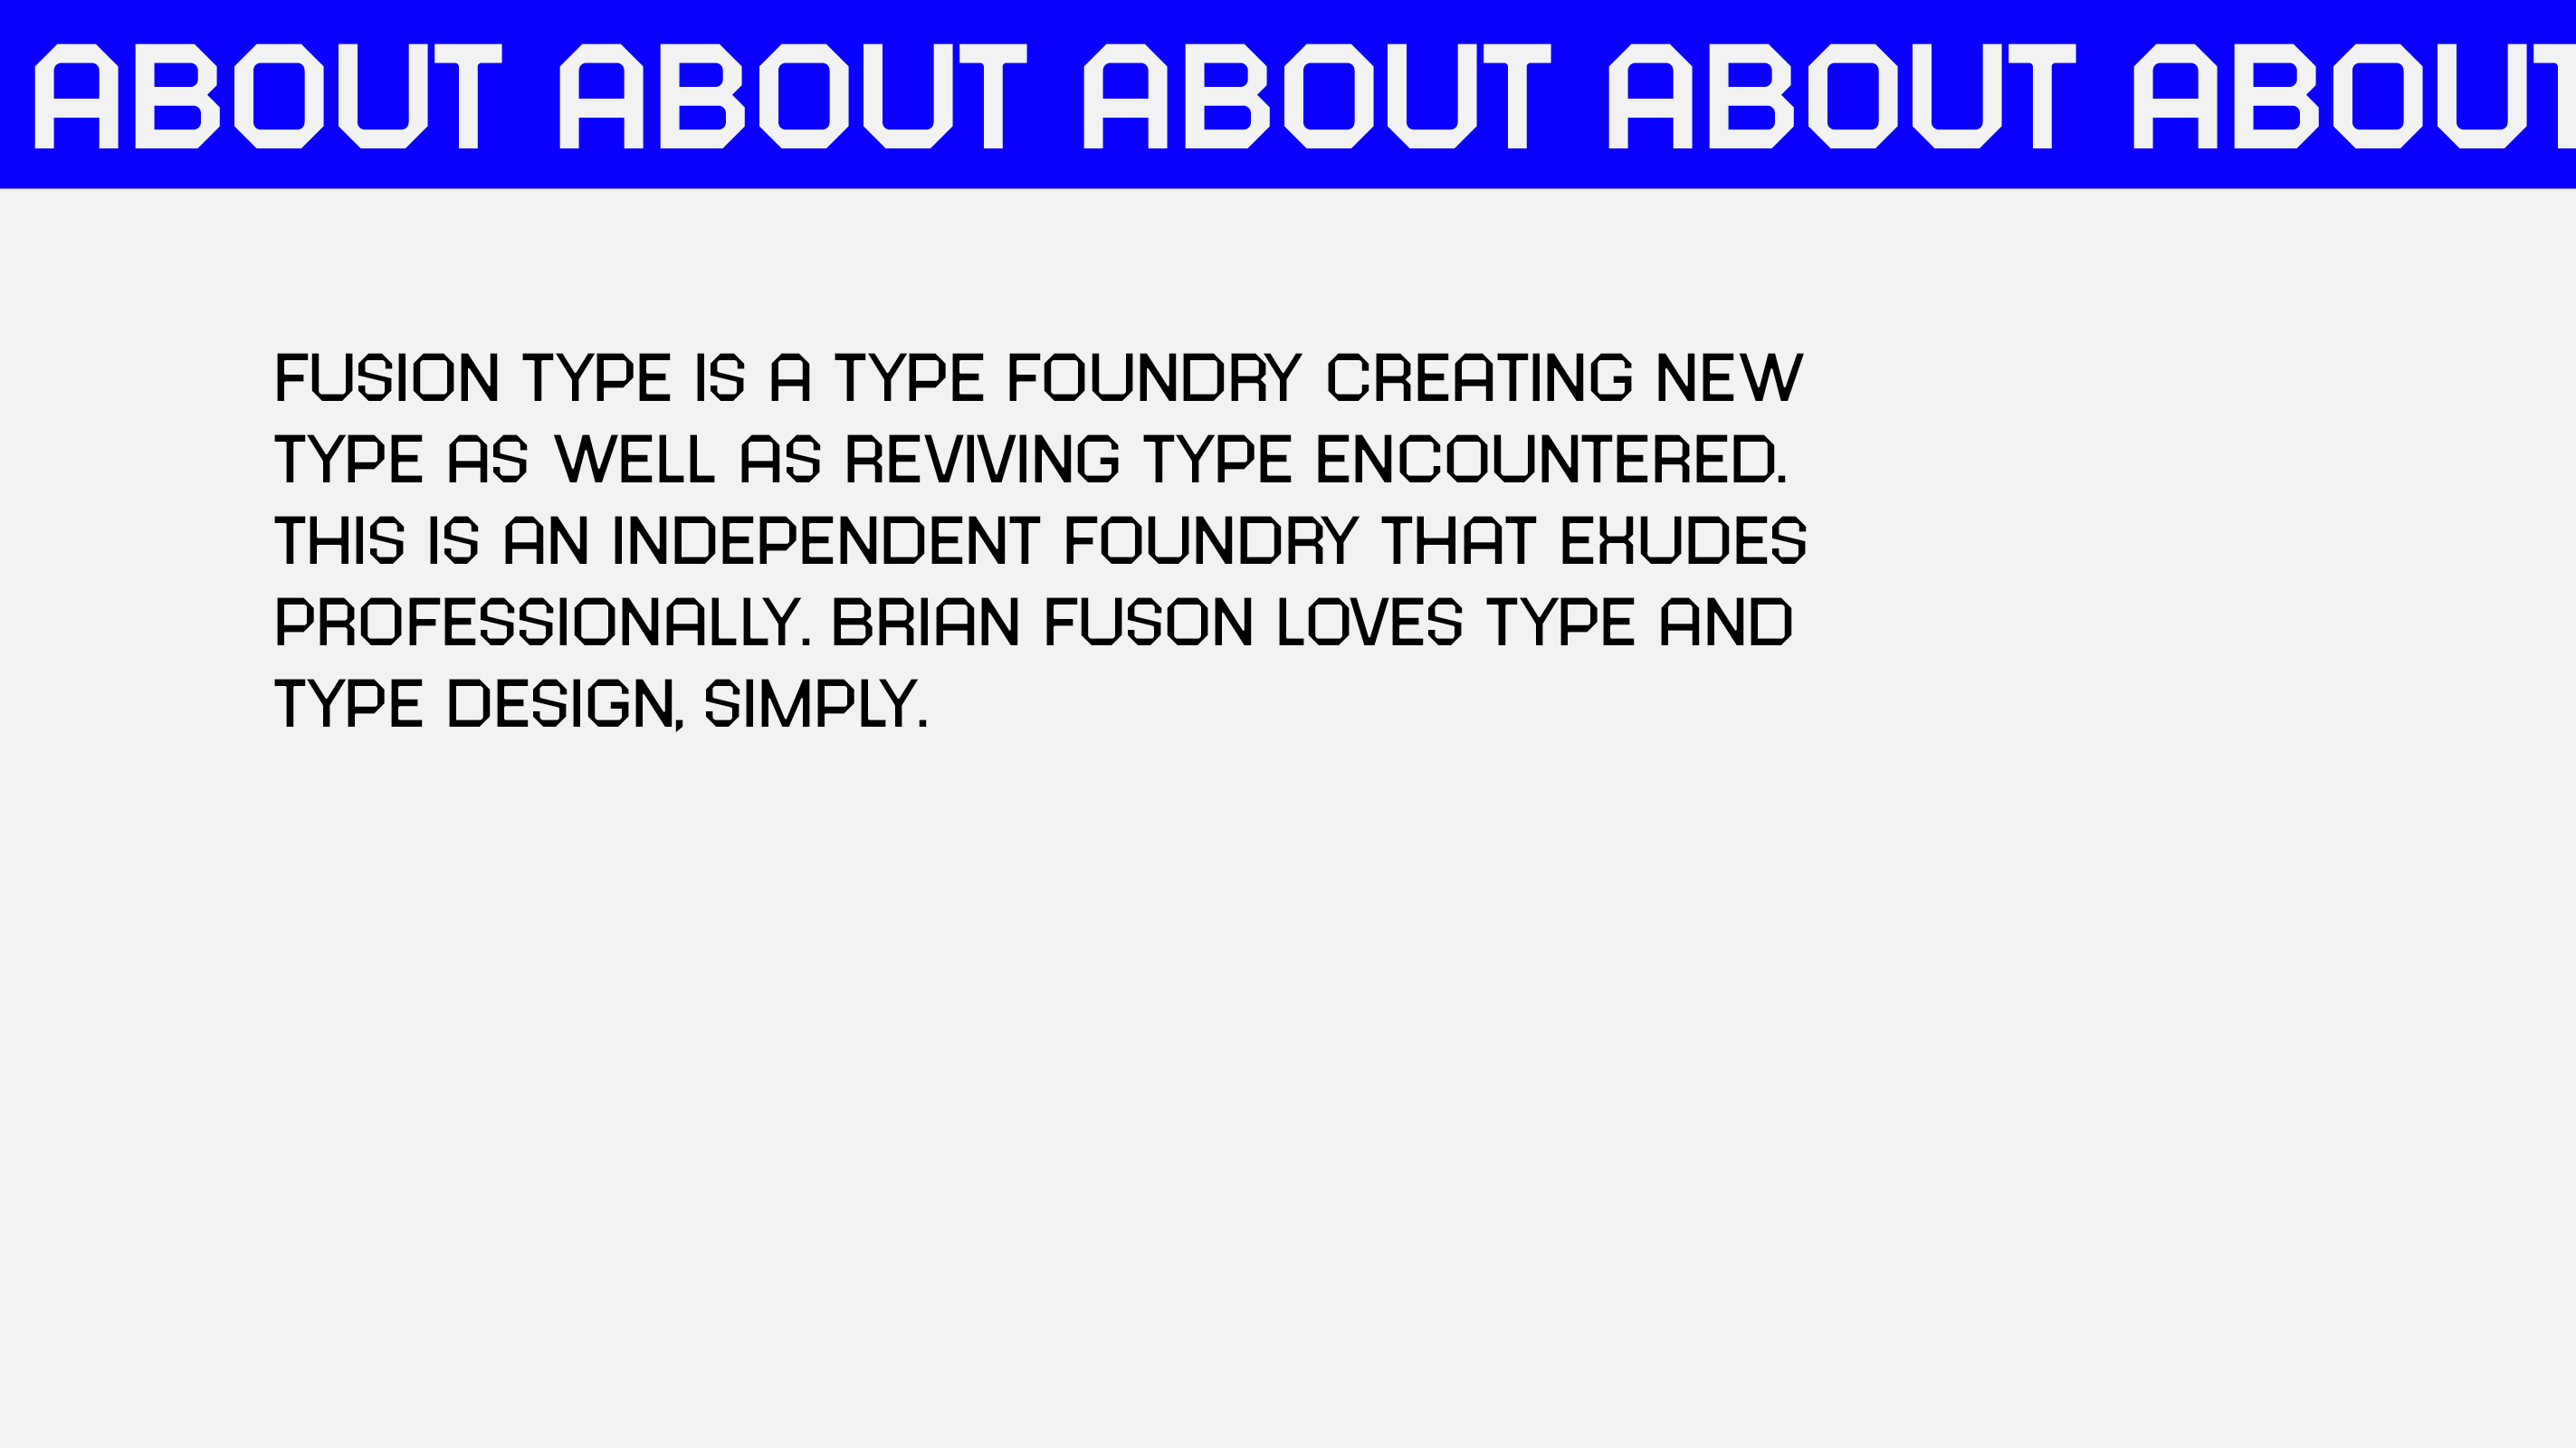 ABOUT ABOUT ABOUT ABOUT ABOUT
FUSION TYPE IS A TYPE FOUNDRY CREATING NEW
TYPE AS WELL AS REVIVING TYPE ENCOUNTERED.
THIS IS AN INDEPENDENT FOUNDRY THAT EXUDES
PROFESSIONALLY. BRIAN FUSON LOVES TYPE AND
TYPE DESIGN, SIMPLY.